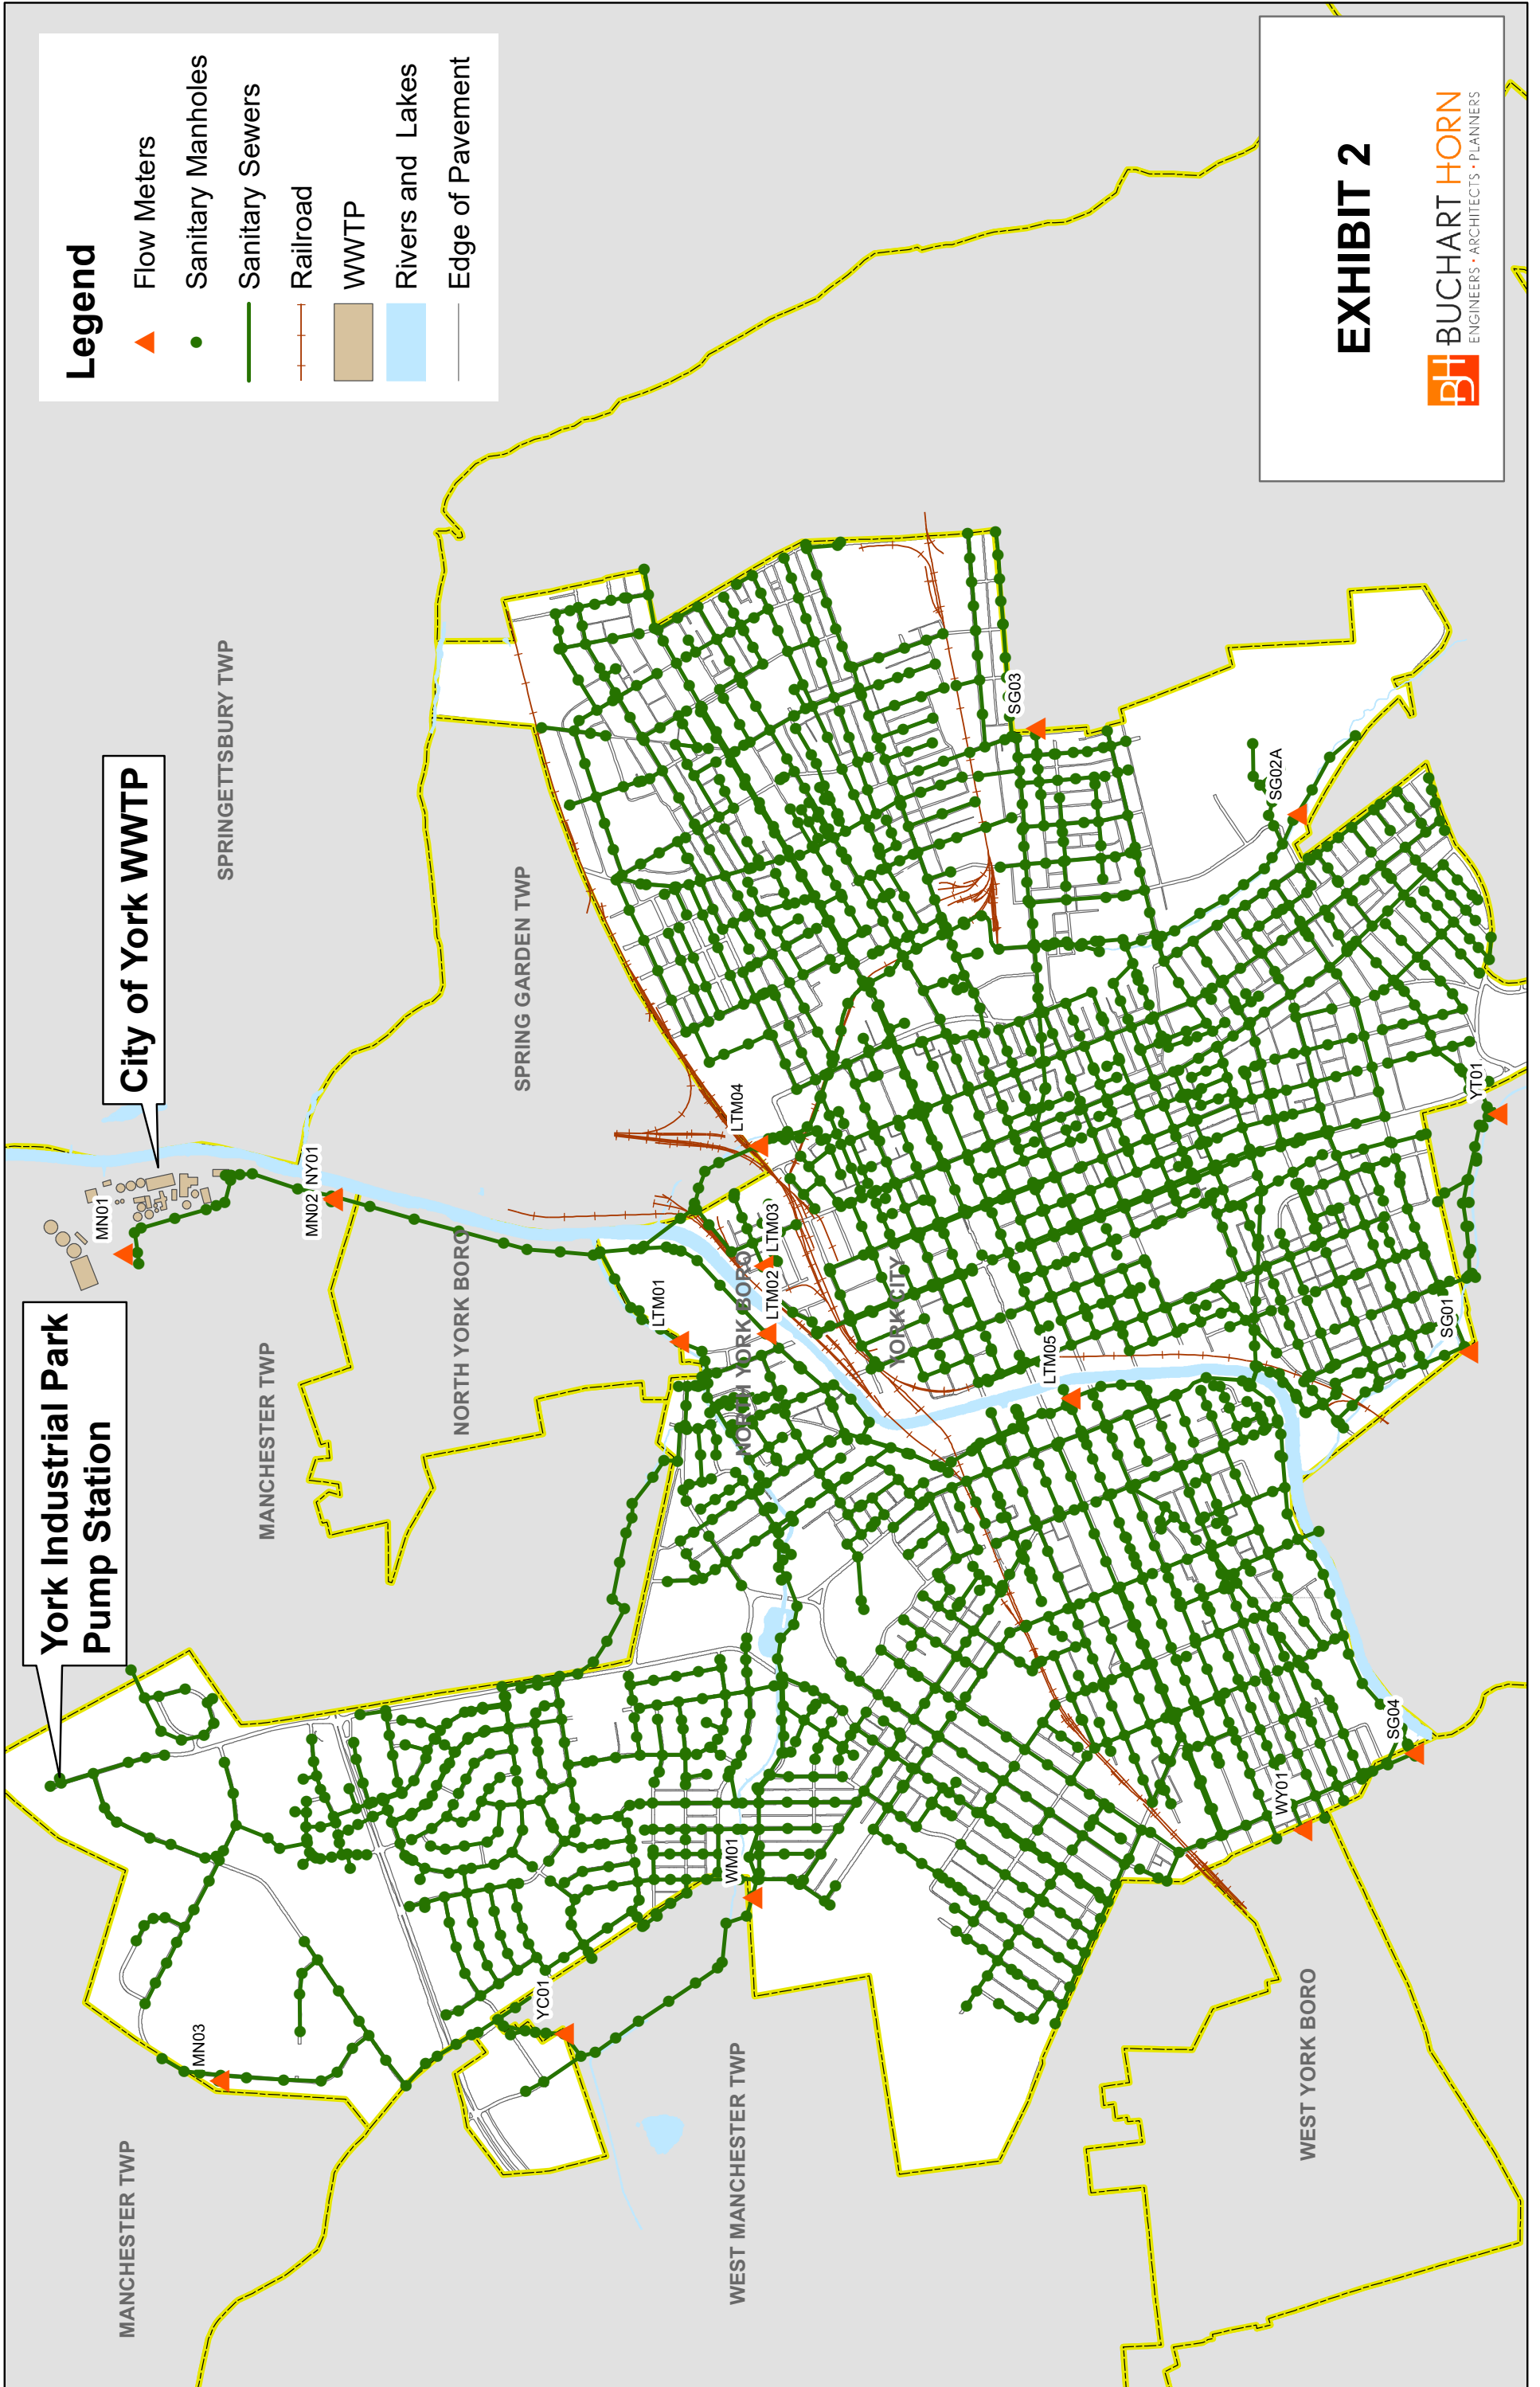 Legend
Flow Meters
Sanitary Manholes
Sanitary Sewers
Railroad
WWTP
Rivers and Lakes
Edge of Pavement
City of York WWTP
York Industrial Park
Pump Station
SPRINGETTSBURY TWP
SPRING GARDEN TWP
MANCHESTER TWP
NORTH YORK BORO
NORTH YORK BORO
YORK CITY
MANCHESTER TWP
WEST MANCHESTER TWP
WEST YORK BORO
MN01
MN02
NY01
LTM04
LTM03
LTM02
LTM01
LTM05
SG03
SG02A
YT01
SG01
SG04
WY01
WM01
YC01
MN03
EXHIBIT 2
BJH
BUCHART HORN
ENGINEERS • ARCHITECTS • PLANNERS